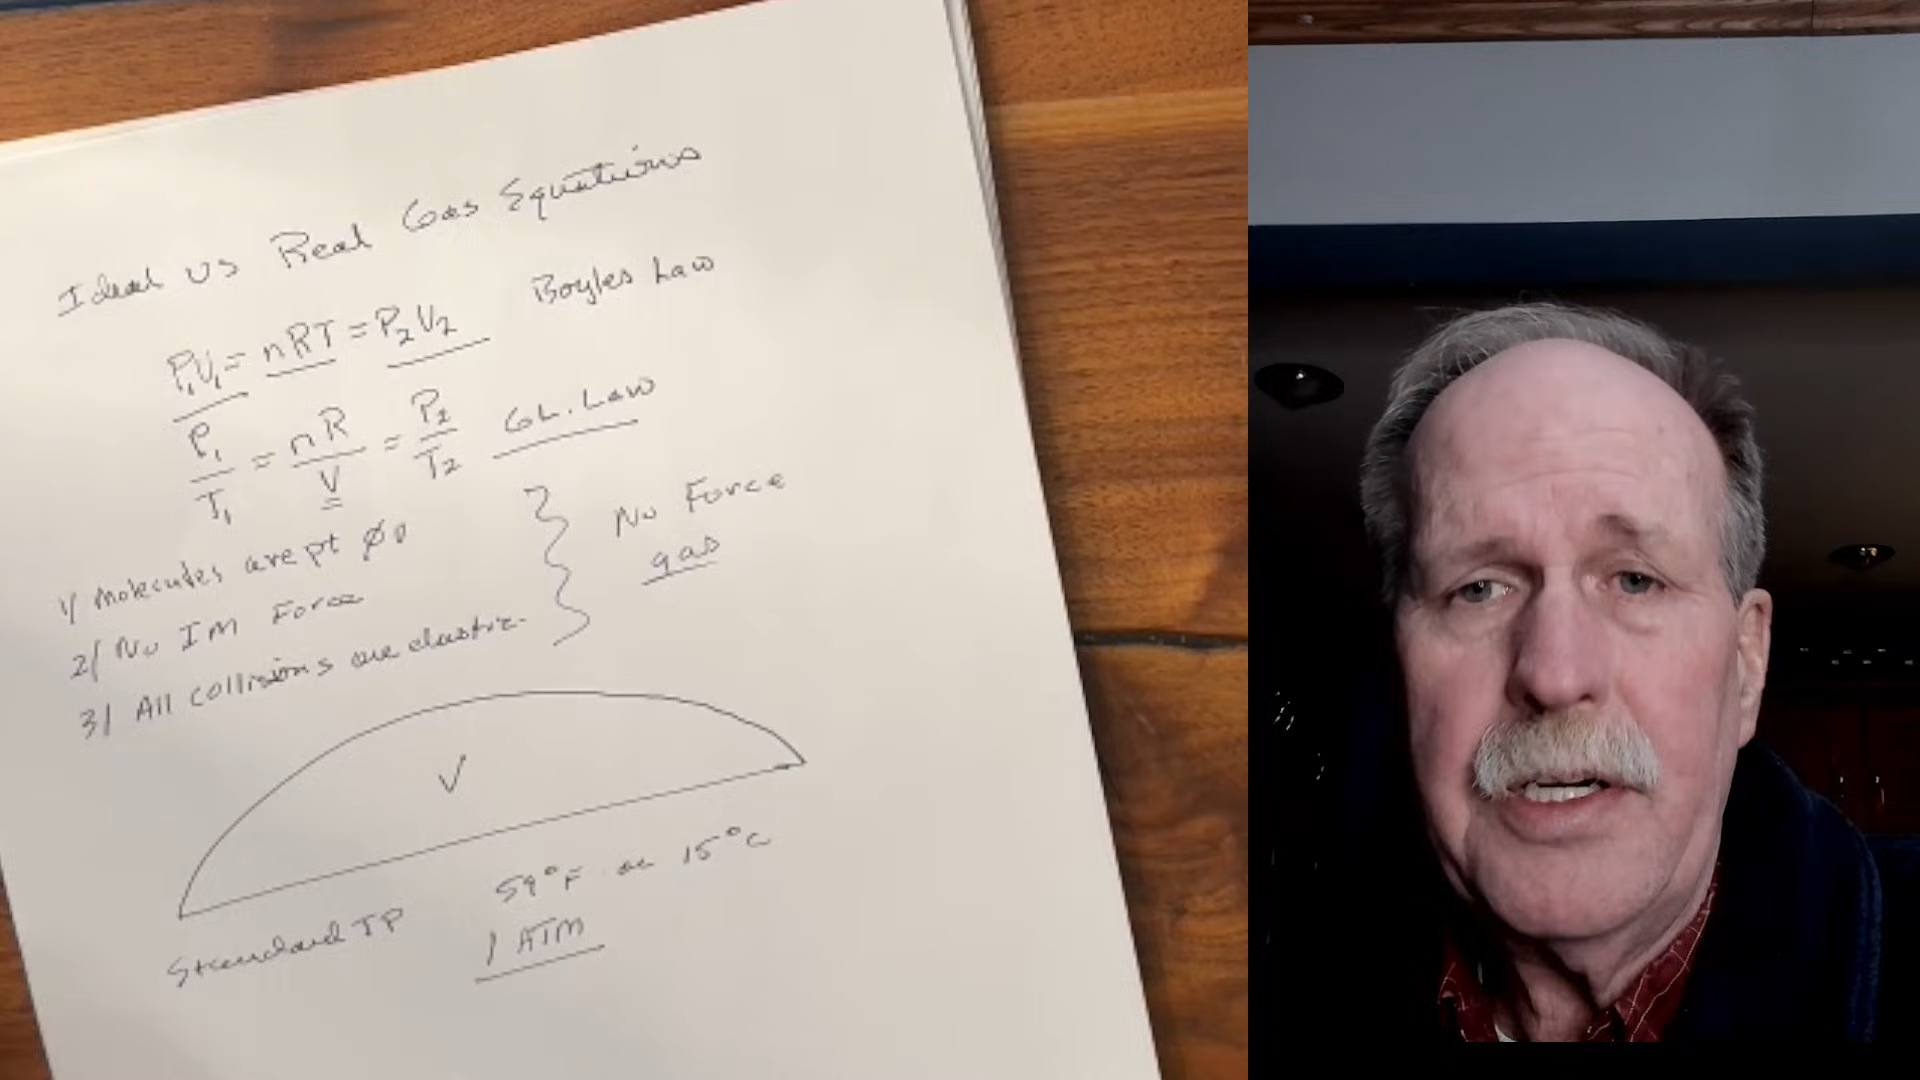 Ideal vs Real Gas Equations
P₁V₁ = nRT = P₂V₂ Boyles Law
P₁/T₁ = nR/V = P₂/T₂ GL. Law
1/ Molecules are pt
2/ No IM Force
3/ All collisions are elastic
No Force
gas
V
59°F or 15°C
Standard TP
1 ATM